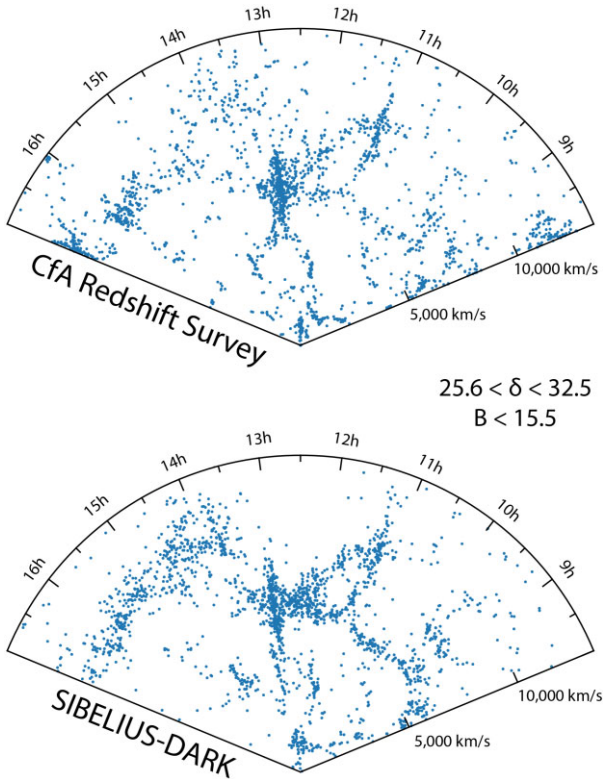 16h
15h
14h
13h
12h
11h
10h
9h
CfA Redshift Survey
10,000 km/s
5,000 km/s
25.6 < δ < 32.5
B < 15.5
16h
15h
14h
13h
12h
11h
10h
9h
SIBELIUS-DARK
10,000 km/s
5,000 km/s